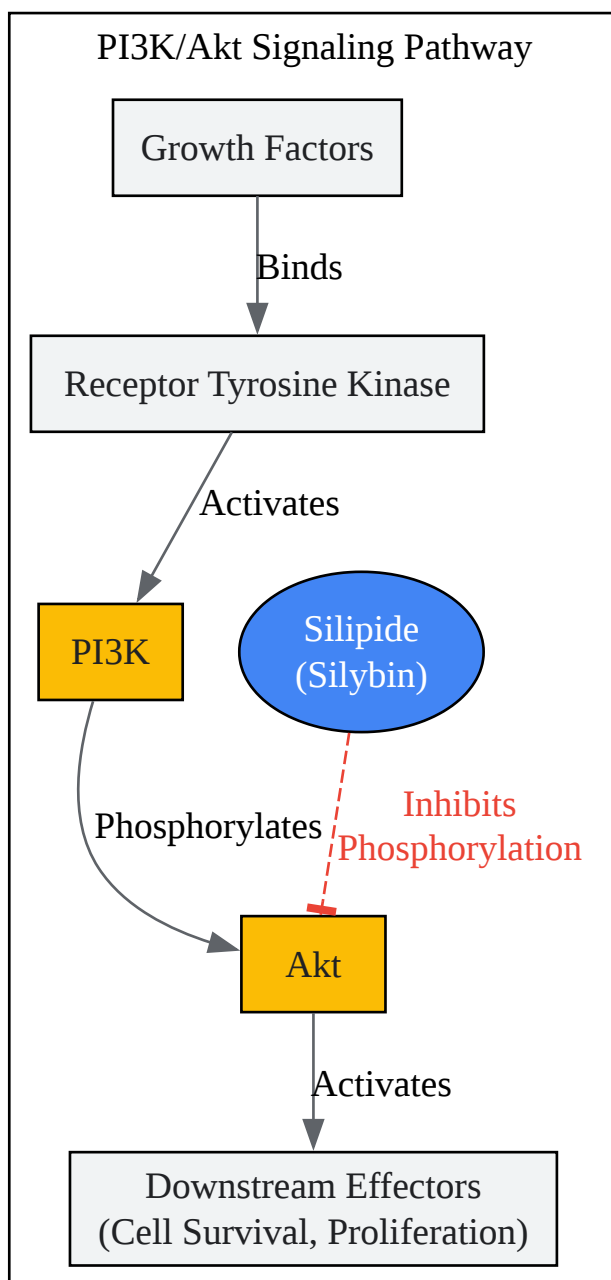 PI3K/Akt Signaling Pathway
Growth Factors
Binds
Receptor Tyrosine Kinase
Activates
PI3K
Silipide
(Silybin)
Phosphorylates
Inhibits
Phosphorylation
Akt
Activates
Downstream Effectors
(Cell Survival, Proliferation)